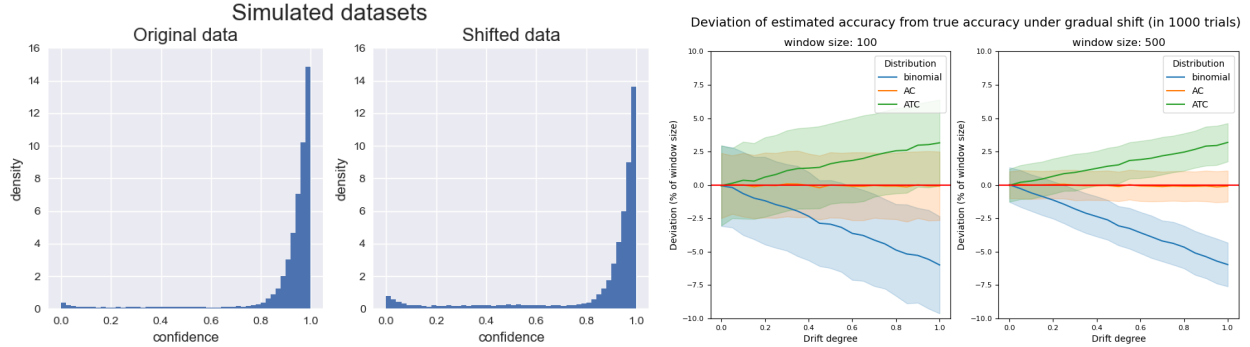 Simulated datasets
Original data
16
14
12
10
8
6
4
2
0
density
0.0 0.2 0.4 0.6 0.8 1.0
confidence
Shifted data
16
14
12
10
8
6
4
2
0
density
0.0 0.2 0.4 0.6 0.8 1.0
confidence
Deviation of estimated accuracy from true accuracy under gradual shift (in 1000 trials)
window size: 100
10.0
7.5
5.0
2.5
0.0
−2.5
−5.0
−7.5
−10.0
Deviation (% of window size)
Distribution
binomial
AC
ATC
0.0 0.2 0.4 0.6 0.8 1.0
Drift degree
window size: 500
10.0
7.5
5.0
2.5
0.0
−2.5
−5.0
−7.5
−10.0
Deviation (% of window size)
Distribution
binomial
AC
ATC
0.0 0.2 0.4 0.6 0.8 1.0
Drift degree